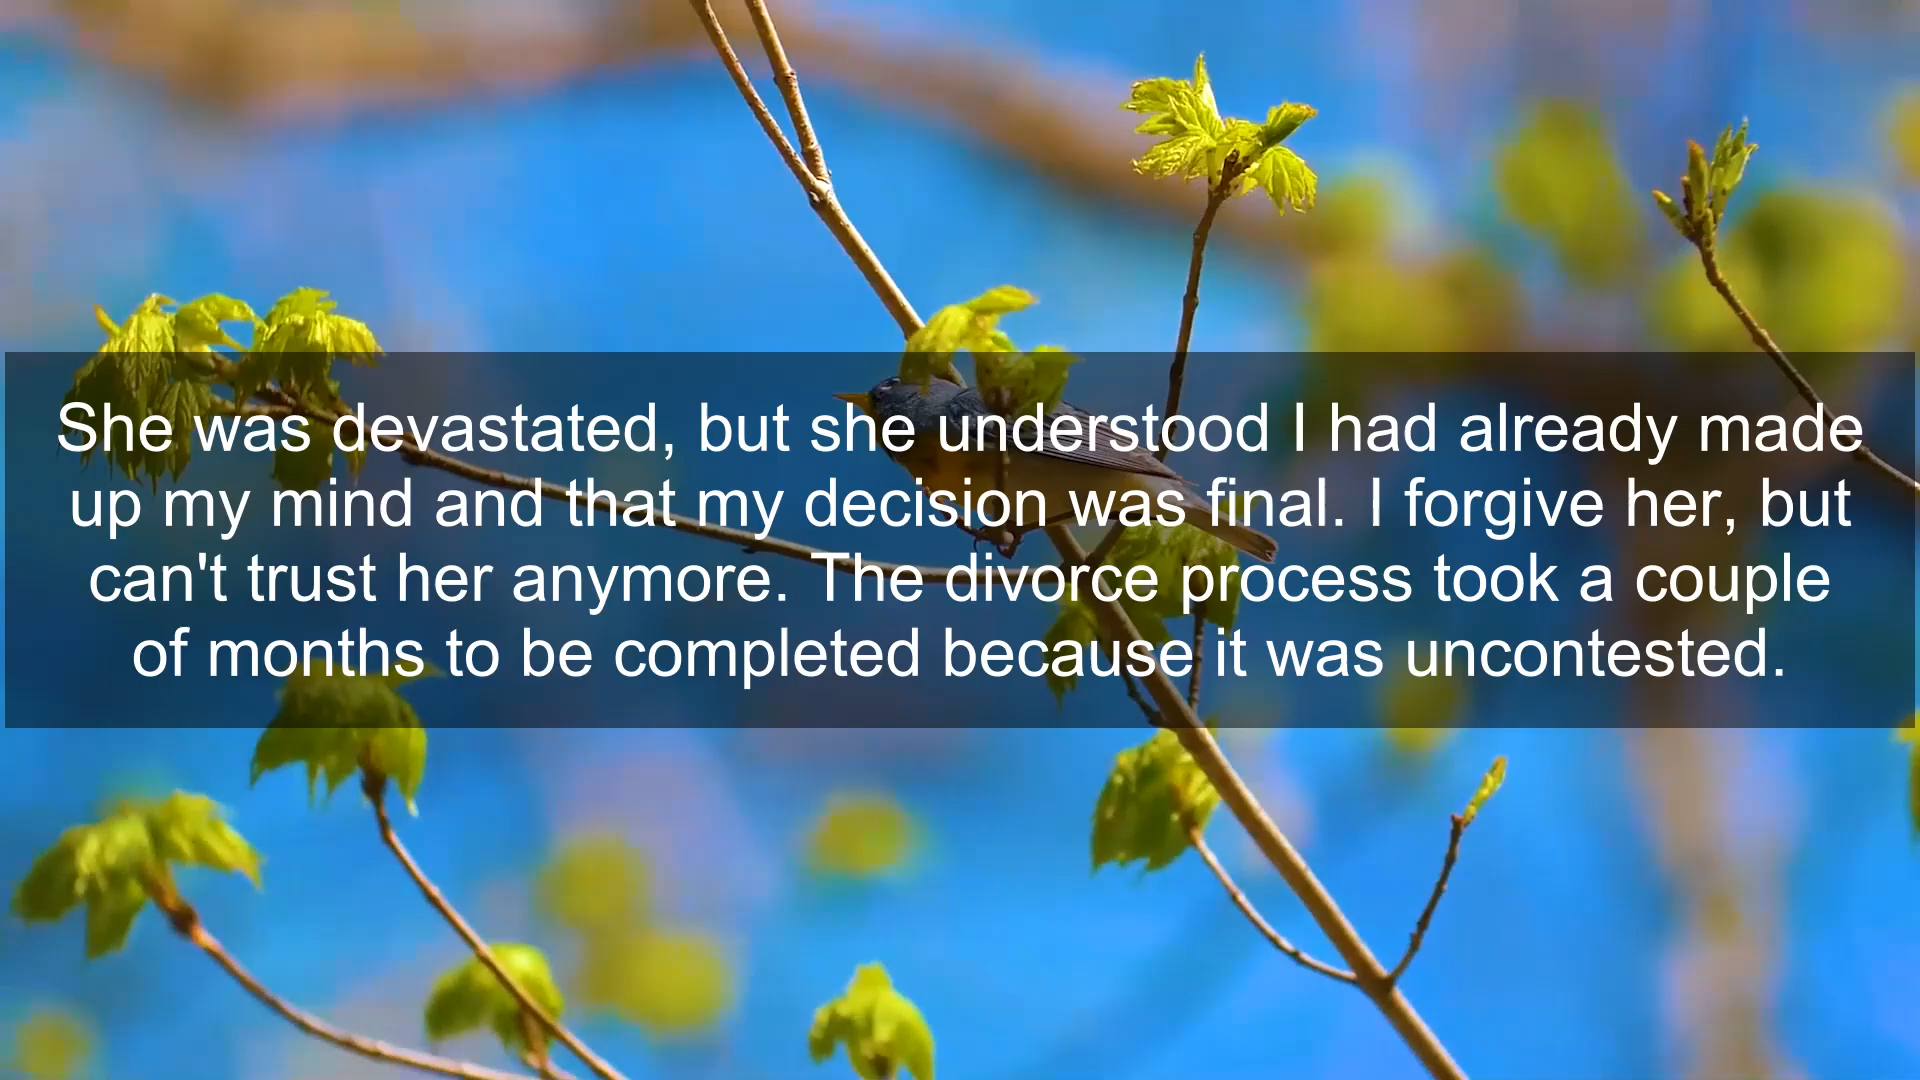 She was devastated, but she understood I had already made
up my mind and that my decision was final. I forgive her, but
can't trust her anymore. The divorce process took a couple
of months to be completed because it was uncontested.